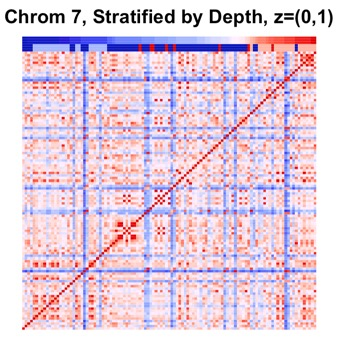 Chrom 7, Stratified by Depth, z=(0,1)